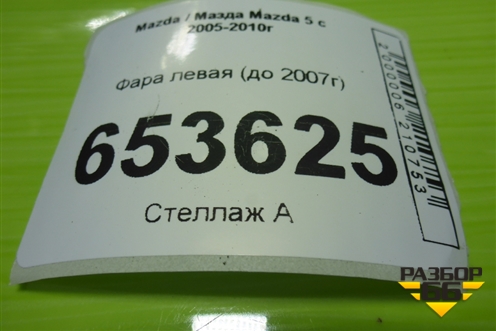 Mazda / Мазда Mazda 5 с
2005-2010г
Фара левая (до 2007г)
653625
Стеллаж А
2000006210753
РАЗБОР
66